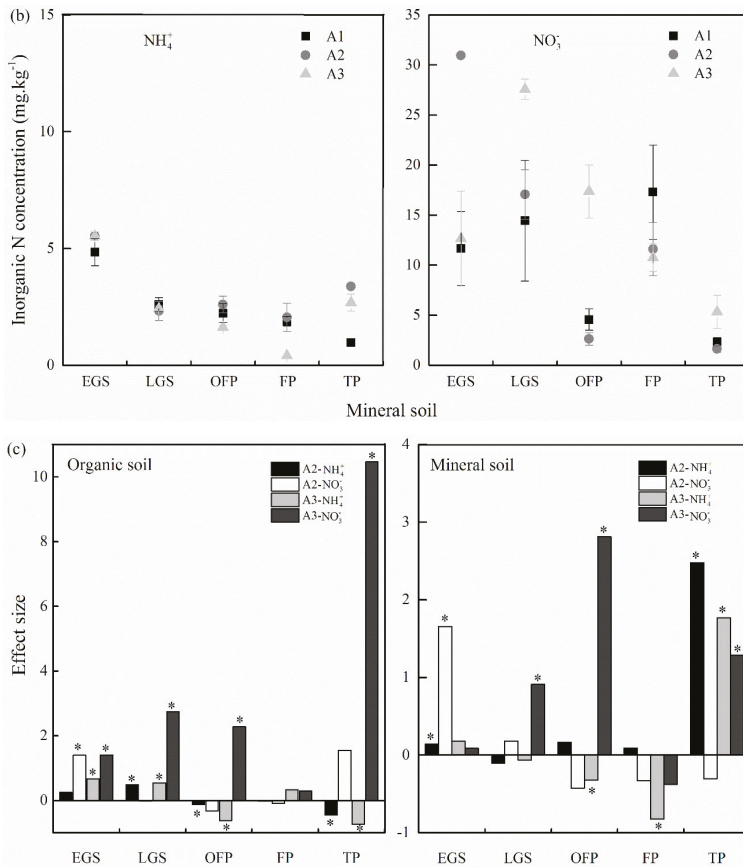 (b)
Inorganic N concentration (mg.kg⁻¹)
15
10
5
0
NH₄⁺
A1
A2
A3
EGS LGS OFP FP TP
35
30
25
20
15
10
5
0
NO₃⁻
A1
A2
A3
EGS LGS OFP FP TP
Mineral soil
(c)
Effect size
10
8
6
4
2
0
Organic soil
A2-NH₄⁺
A2-NO₃⁻
A3-NH₄⁺
A3-NO₃⁻
* * * * * * * * * * * *
EGS LGS OFP FP TP
4
3
2
1
0
-1
Mineral soil
A2-NH₄⁺
A2-NO₃⁻
A3-NH₄⁺
A3-NO₃⁻
* * * * * * * * *
EGS LGS OFP FP TP